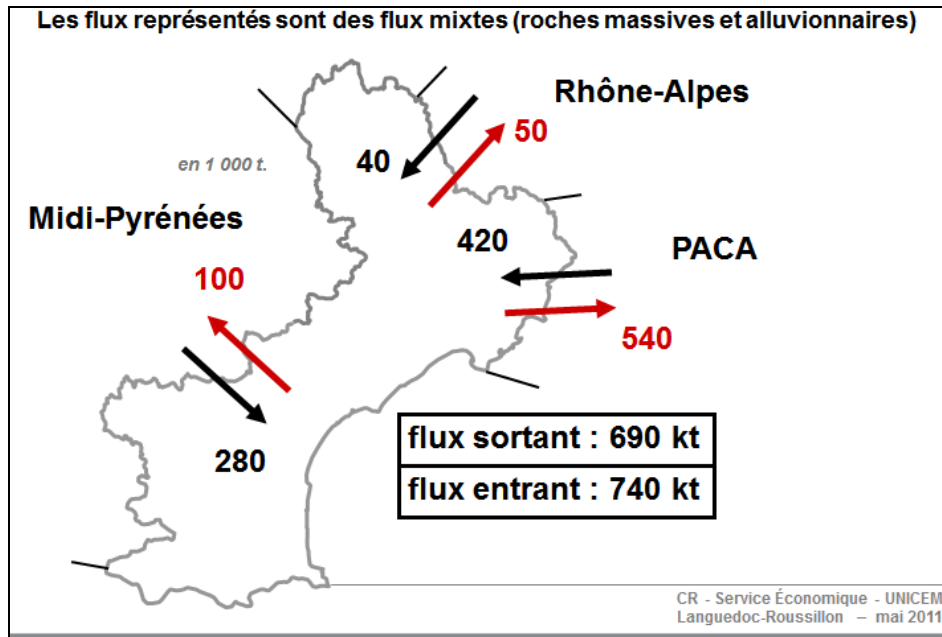 Les flux représentés sont des flux mixtes (roches massives et alluvionnaires)
Rhône-Alpes
50
40
en 1 000 t.
Midi-Pyrénées
420
PACA
100
540
280
flux sortant : 690 kt
flux entrant : 740 kt
CR - Service Économique - UNICEM
Languedoc-Roussillon – mai 2011